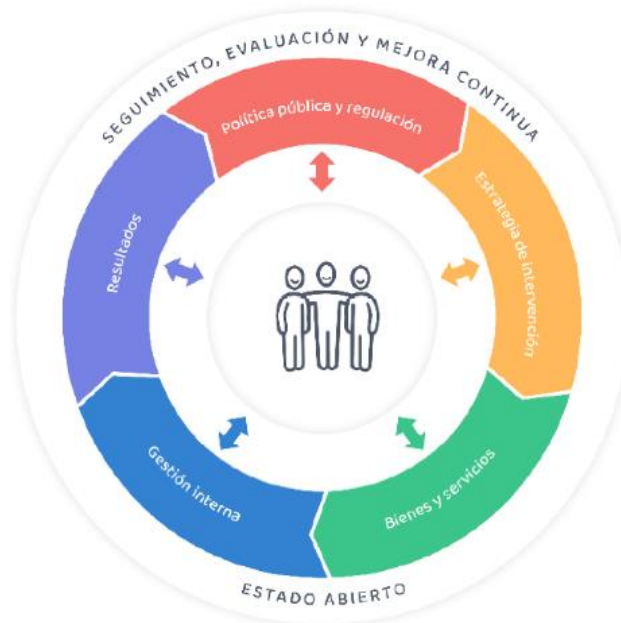 SEGUIMIENTO, EVALUACIÓN Y MEJORA CONTINUA
Política pública y regulación
Estrategia de intervención
Bienes y servicios
Gestión interna
Resultados
ESTADO ABIERTO